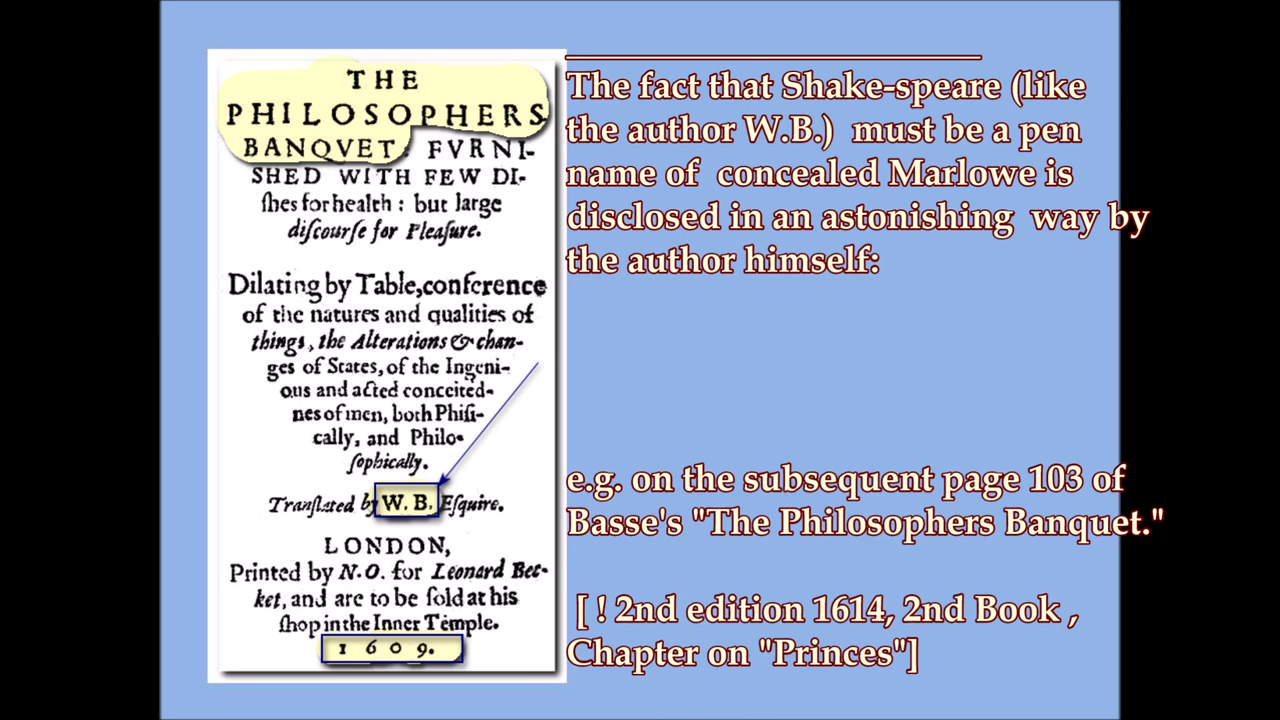 THE
PHILOSOPHERS
BANQVET, FVRNI-
SHED WITH FEW DI-
ſhes for health : but large
diſcourſe for Pleaſure.
Dilating by Table, conference
of the natures and qualities of
things, the Alterations & chan-
ges of States, of the Ingeni-
ous and acted conceited-
nes of men, both Phiſi-
cally, and Philo-
ſophically.
Tranſlated by W. B. Eſquire.
LONDON,
Printed by N.O. for Leonard Bec-
ket, and are to be ſold at his
ſhop in the Inner Temple.
1 6 0 9.
The fact that Shake-speare (like
the author W.B.) must be a pen
name of concealed Marlowe is
disclosed in an astonishing way by
the author himself:
e.g. on the subsequent page 103 of
Basse's "The Philosophers Banquet."
[ ! 2nd edition 1614, 2nd Book ,
Chapter on "Princes"]